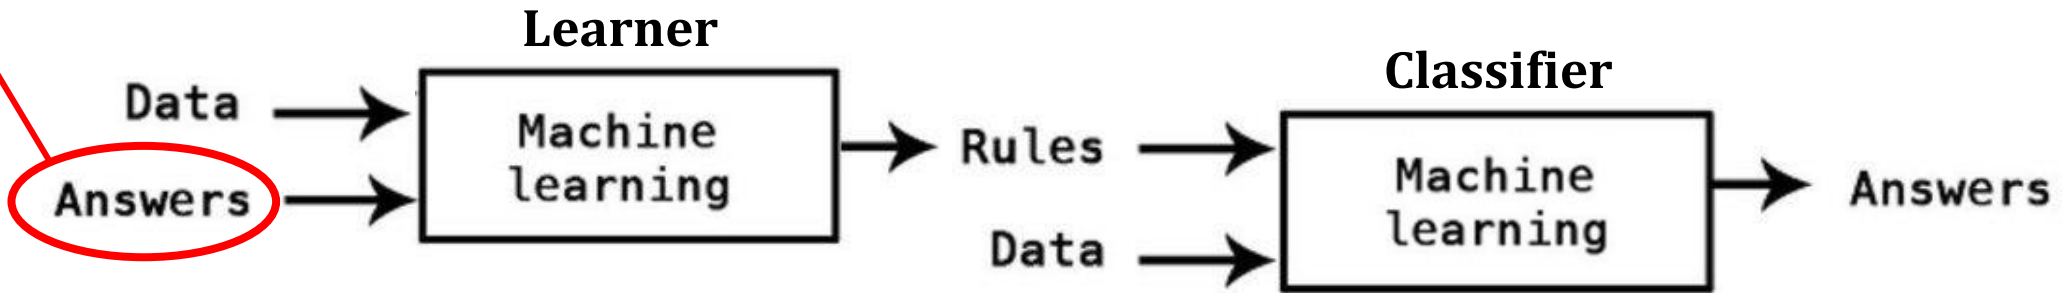 Learner
Data
Machine
learning
Answers
Rules
Classifier
Machine
learning
Data
Answers